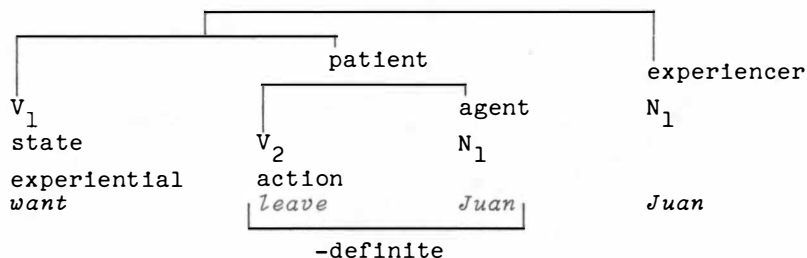 patient
experiencer
V1 agent N1
state V2 N1
experiential action
want leave Juan Juan
-definite